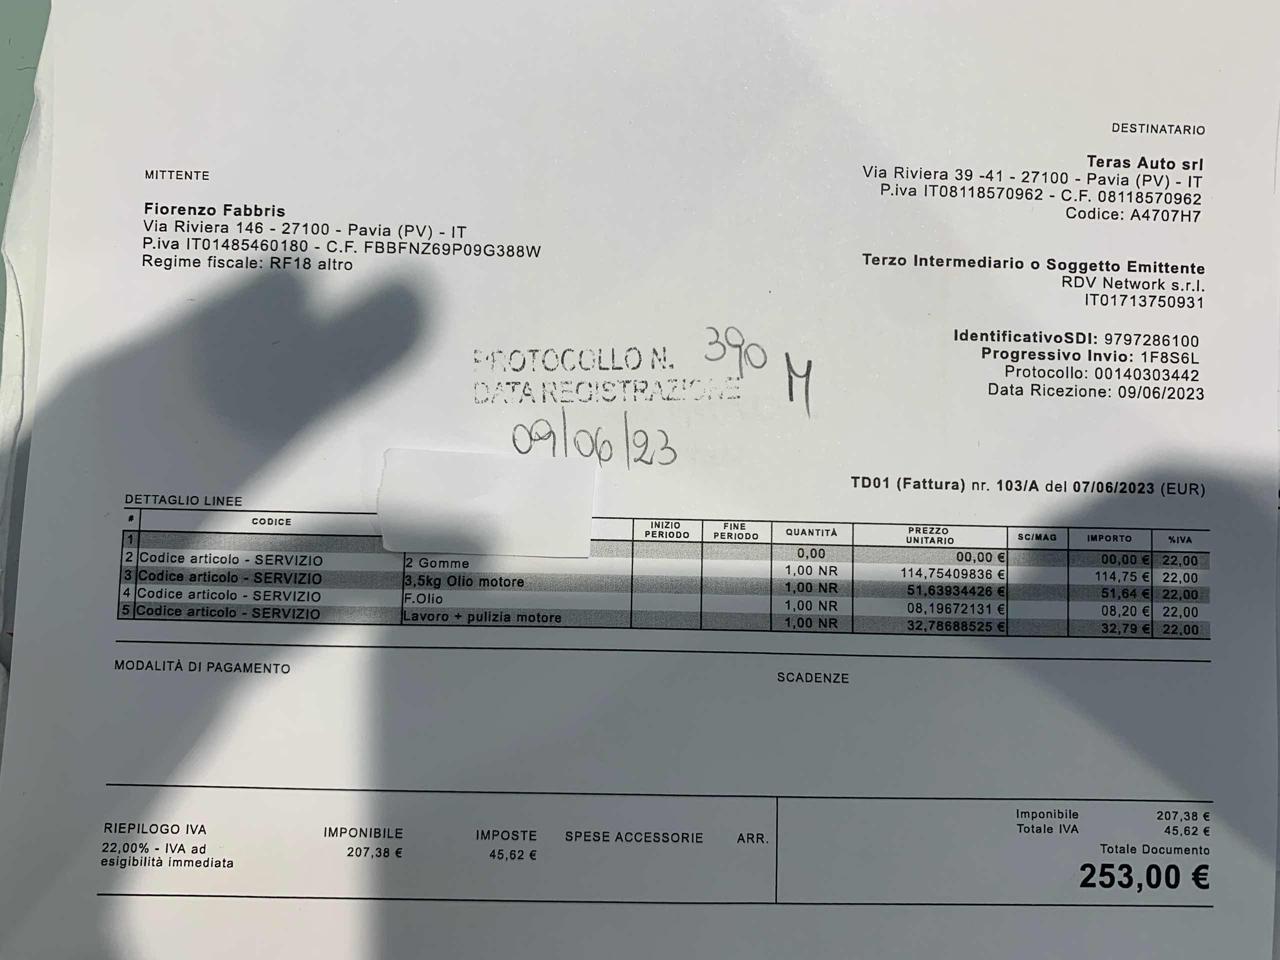 DESTINATARIO
Teras Auto srl
Via Riviera 39 -41 - 27100 - Pavia (PV) - IT
P.iva IT08118570962 - C.F. 08118570962
Codice: A4707H7
MITTENTE
Fiorenzo Fabbris
Via Riviera 146 - 27100 - Pavia (PV) - IT
P.iva IT01485460180 - C.F. FBBFNZ69P09G388W
Regime fiscale: RF18 altro
Terzo Intermediario o Soggetto Emittente
RDV Network s.r.l.
IT01713750931
IdentificativoSDI: 9797286100
Progressivo Invio: 1F8S6L
Protocollo: 00140303442
Data Ricezione: 09/06/2023
PROTOCOLLO N. 390 M
DATA REGISTRAZIONE
09/06/23
TD01 (Fattura) nr. 103/A del 07/06/2023 (EUR)
DETTAGLIO LINEE
# CODICE INIZIO PERIODO FINE PERIODO QUANTITÀ PREZZO UNITARIO SC/MAG IMPORTO %IVA
1 0,00 00,00 € 00,00 € 22,00
2 Codice articolo - SERVIZIO 2 Gomme 1,00 NR 114,75409836 € 114,75 € 22,00
3 Codice articolo - SERVIZIO 3,5kg Olio motore 1,00 NR 51,63934426 € 51,64 € 22,00
4 Codice articolo - SERVIZIO F.Olio 1,00 NR 08,19672131 € 08,20 € 22,00
5 Codice articolo - SERVIZIO Lavoro + pulizia motore 1,00 NR 32,78688525 € 32,79 € 22,00
MODALITÀ DI PAGAMENTO SCADENZE
RIEPILOGO IVA IMPONIBILE IMPOSTE SPESE ACCESSORIE ARR.
22,00% - IVA ad esigibilità immediata 207,38 € 45,62 €
Imponibile 207,38 €
Totale IVA 45,62 €
Totale Documento
253,00 €